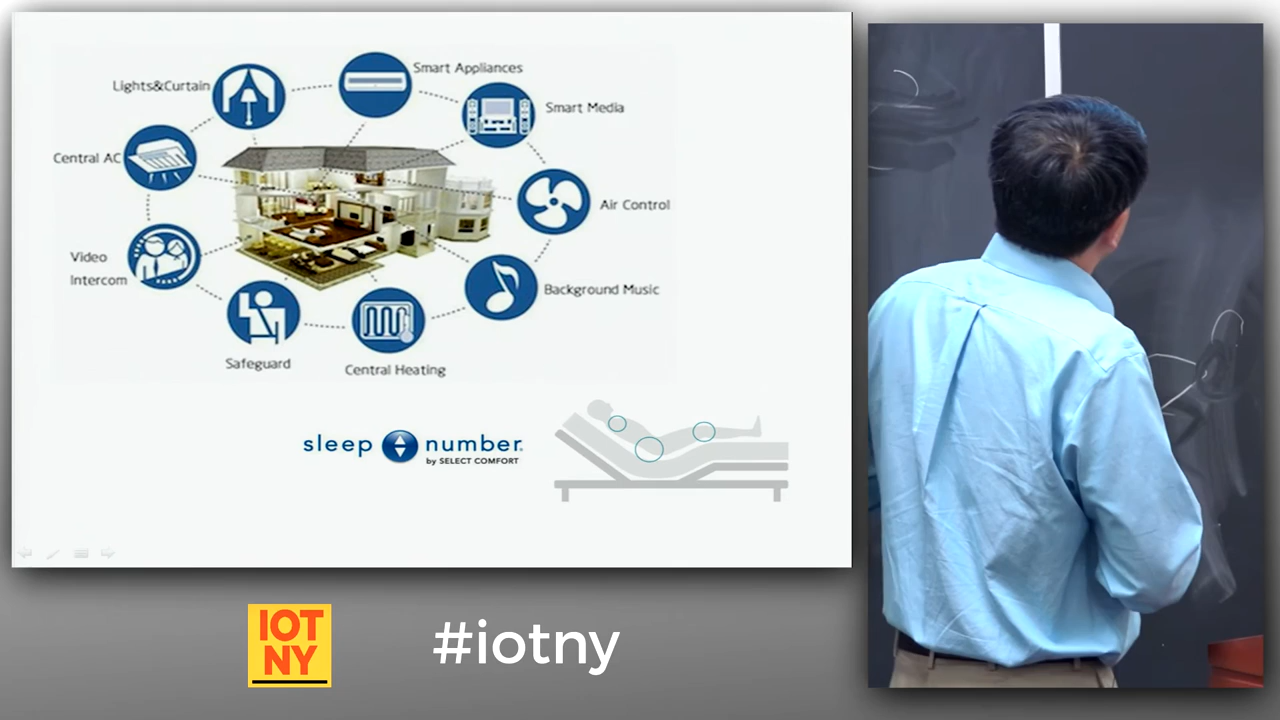 Lights&Curtain
Smart Appliances
Smart Media
Central AC
Air Control
Video
Intercom
Background Music
Safeguard
Central Heating
sleep number
by SELECT COMFORT
IOT
NY
#iotny